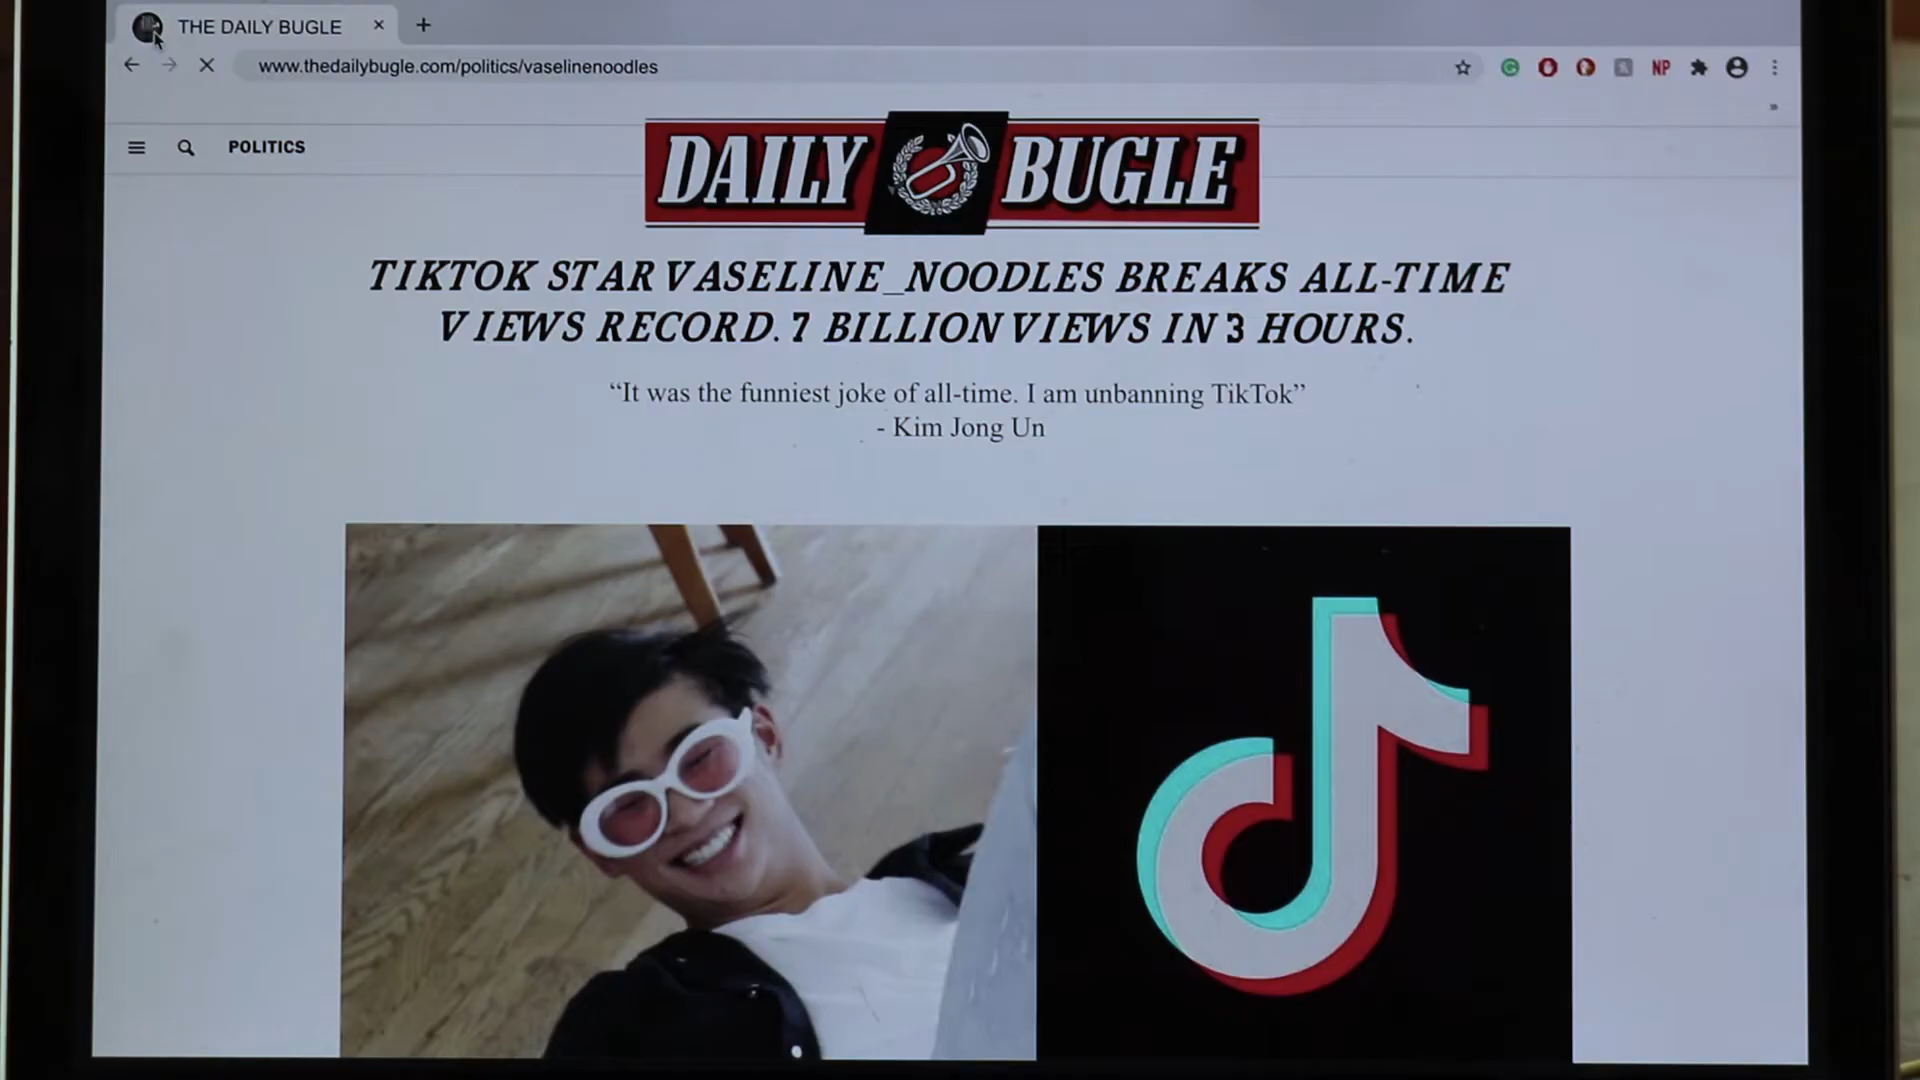 THE DAILY BUGLE
www.thedailybugle.com/politics/vaselinenoodles
NP
POLITICS
DAILY BUGLE
TIKTOK STAR VASELINE_NOODLES BREAKS ALL-TIME
VIEWS RECORD. 7 BILLION VIEWS IN 3 HOURS.
“It was the funniest joke of all-time. I am unbanning TikTok”
- Kim Jong Un